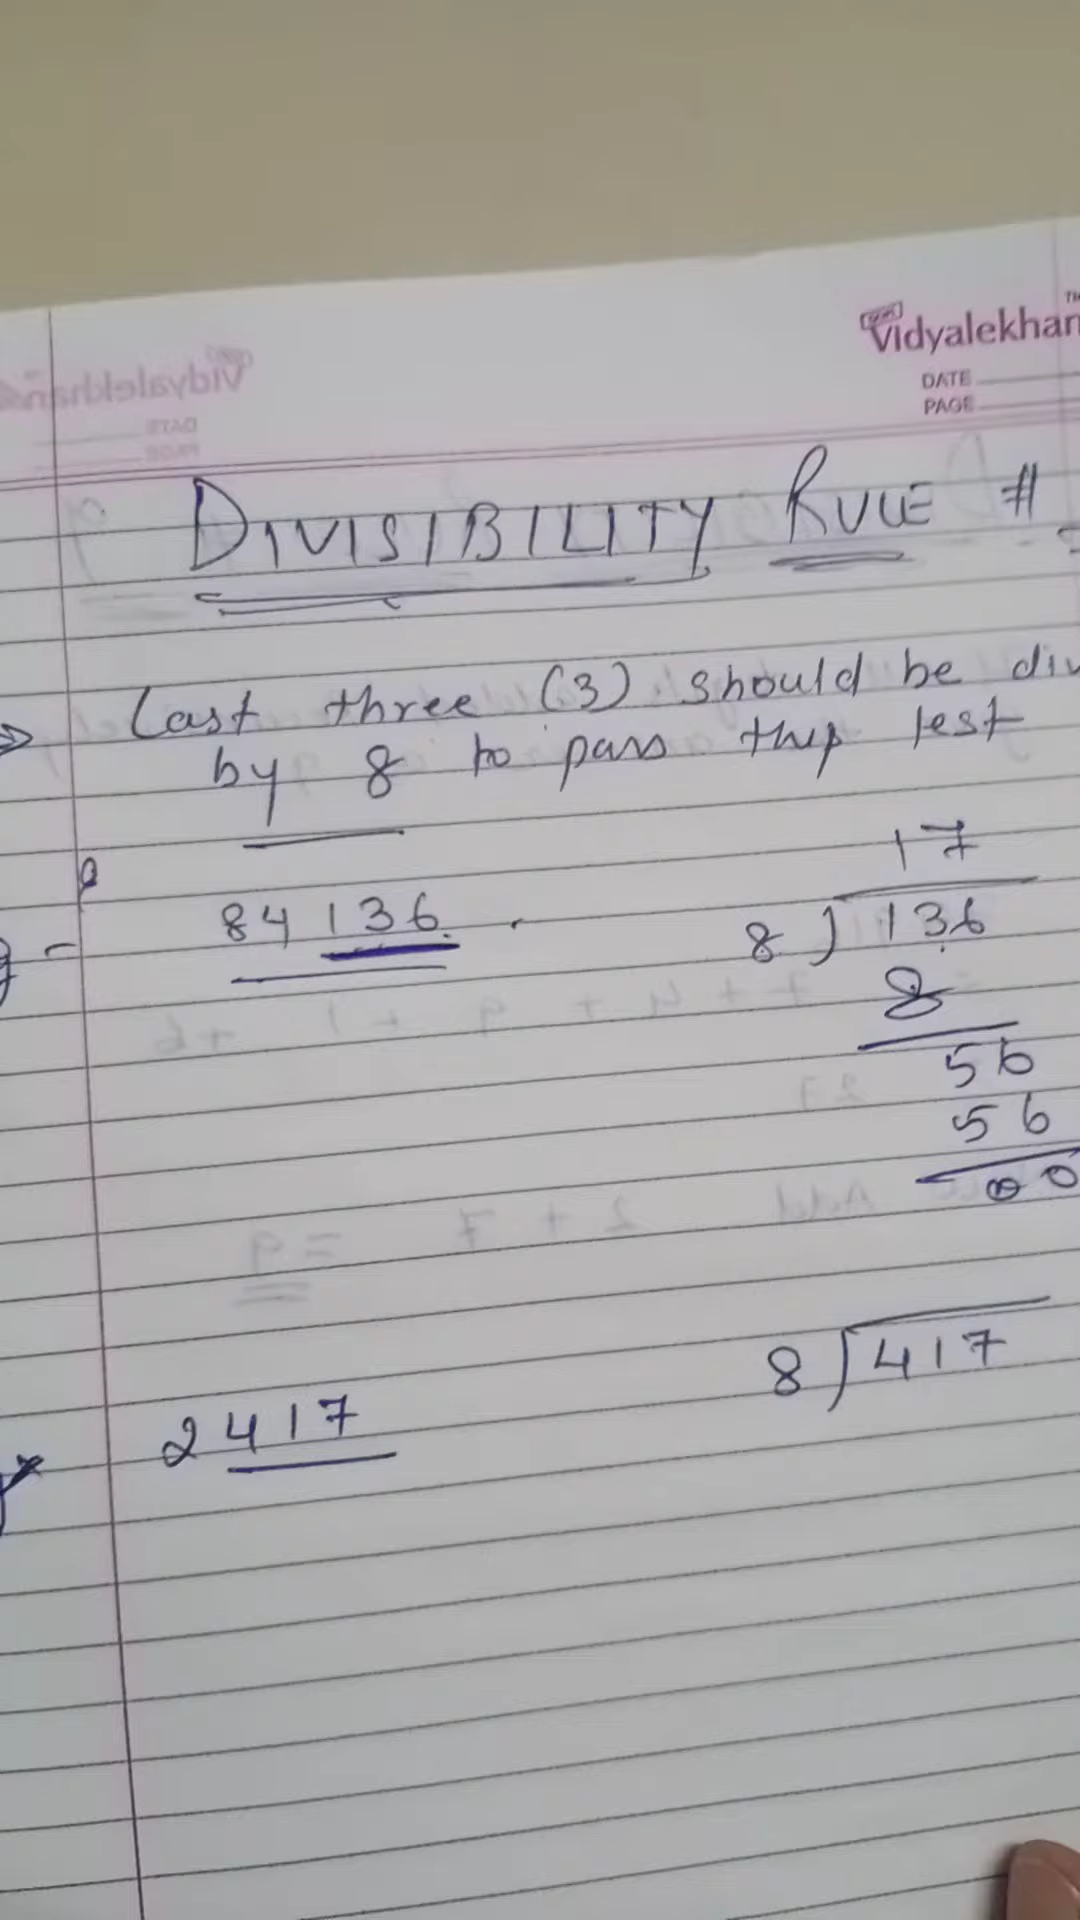 Vidyalekhan
DATE
PAGE
DIVISIBILITY RULE #
⇒ Last three (3) should be div
by 8 to pass this test
84136
17
8)136
8
56
56
00
2417
8)417